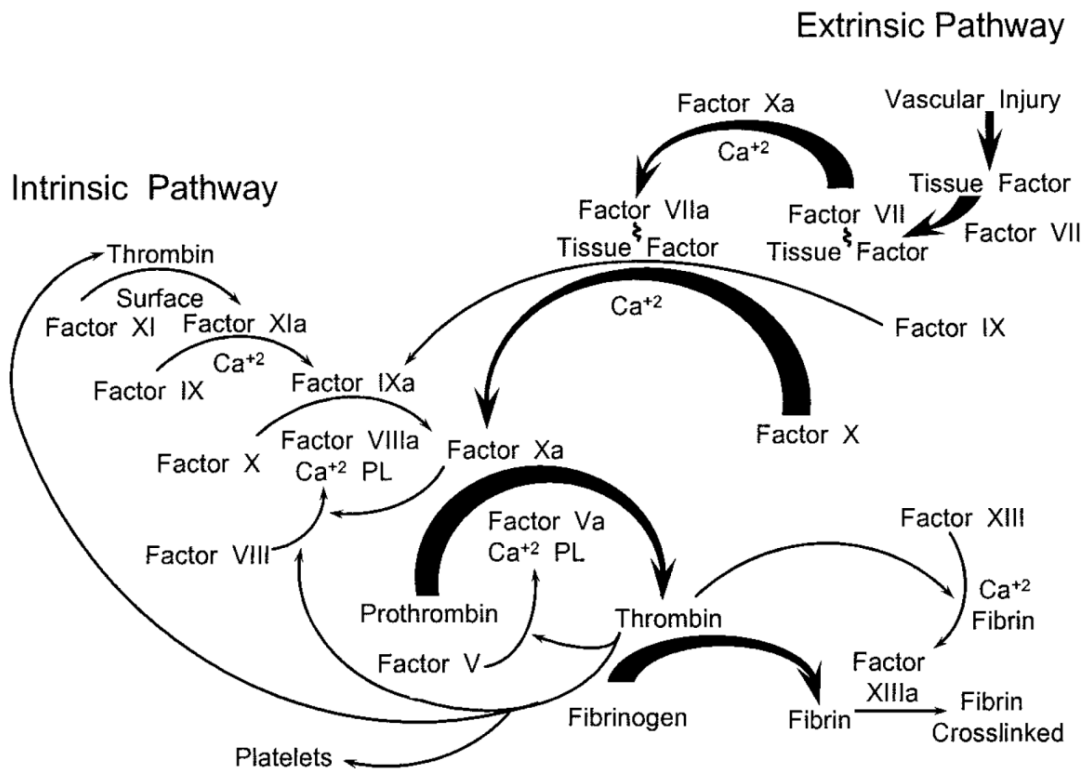 Extrinsic Pathway
Factor Xa
Vascular Injury
Ca+2
Intrinsic Pathway
Tissue Factor
Factor VIIa
Factor VII
Factor VII
Tissue Factor
Tissue Factor
Thrombin
Surface
Ca+2
Factor XI
Factor XIa
Factor IX
Ca+2
Factor IX
Factor IXa
Factor X
Factor VIIIa
Factor Xa
Factor X
Ca+2 PL
Factor XIII
Factor Va
Factor VIII
Ca+2 PL
Ca+2
Prothrombin
Thrombin
Fibrin
Factor V
Factor
XIIIa
Fibrinogen
Fibrin
Fibrin
Crosslinked
Platelets